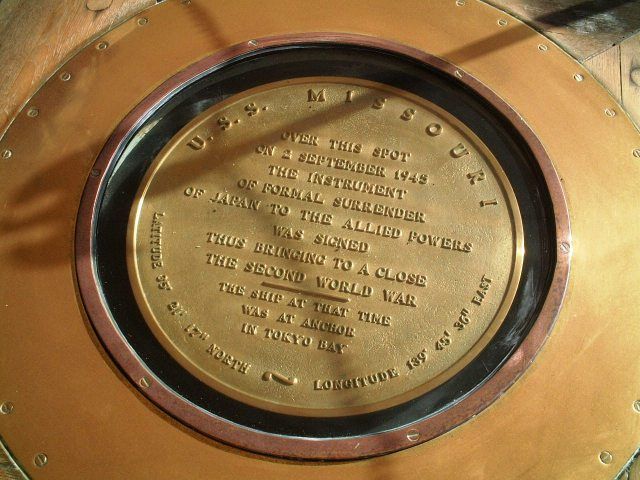 U.S.S. MISSOURI
OVER THIS SPOT
ON 2 SEPTEMBER 1945
THE INSTRUMENT
OF FORMAL SURRENDER
OF JAPAN TO THE ALLIED POWERS
WAS SIGNED
THUS BRINGING TO A CLOSE
THE SECOND WORLD WAR
THE SHIP AT THAT TIME
WAS AT ANCHOR
IN TOKYO BAY
LATITUDE 35° 21' 17" NORTH
LONGITUDE 139° 45' 36" EAST